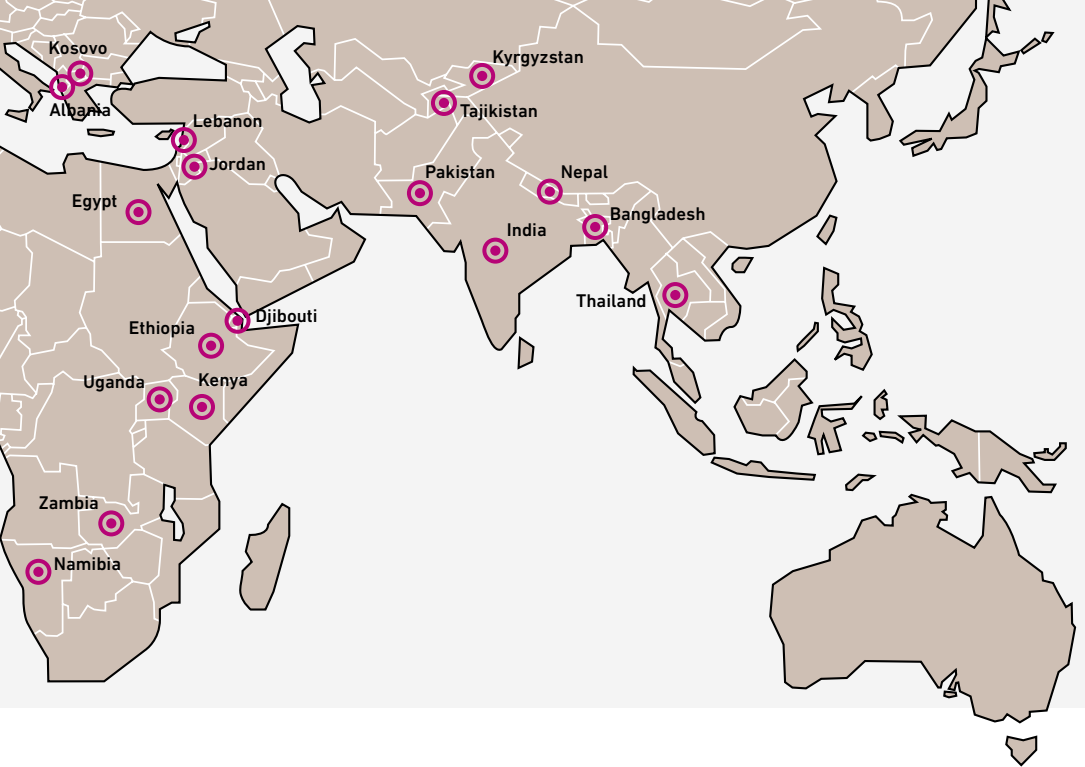 Kosovo
Kyrgyzstan
Albania
Tajikistan
Lebanon
Jordan
Pakistan
Nepal
Egypt
Bangladesh
India
Thailand
Djibouti
Ethiopia
Uganda
Kenya
Zambia
Namibia